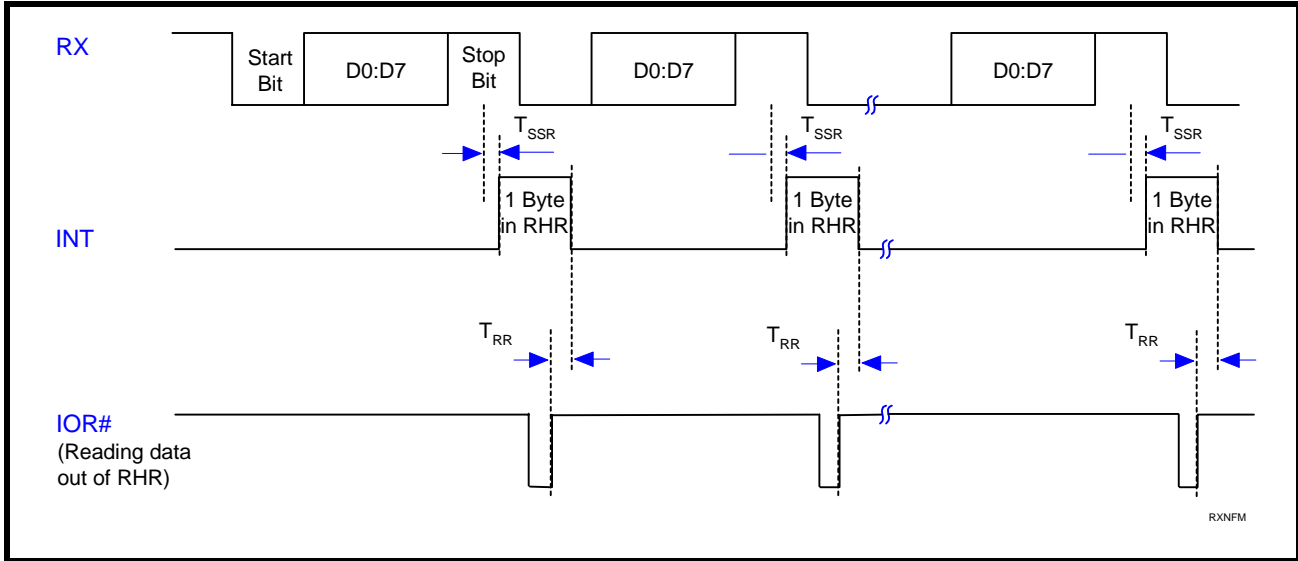 RX
Start
Bit
D0:D7
Stop
Bit
D0:D7
D0:D7
TSSR
TSSR
TSSR
INT
1 Byte
in RHR
1 Byte
in RHR
1 Byte
in RHR
TRR
TRR
TRR
IOR#
(Reading data
out of RHR)
RXNFM